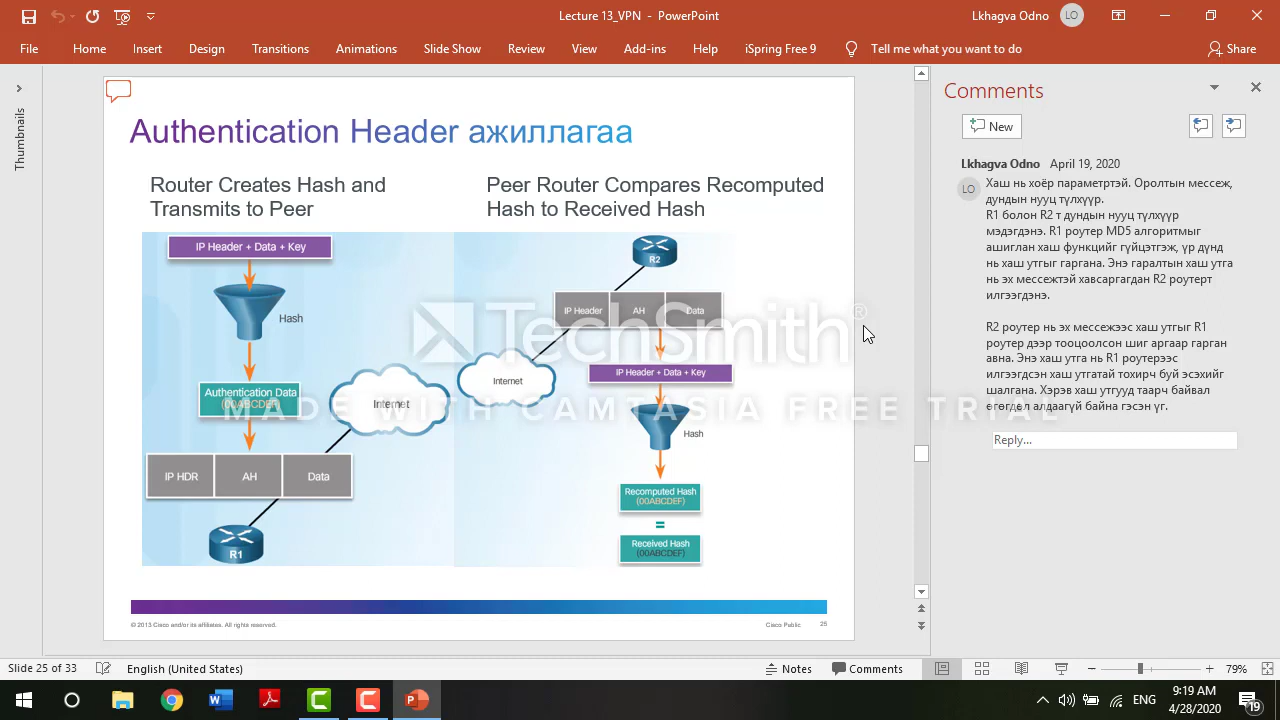 Lecture 13_VPN - PowerPoint
Lkhagva Odno
LO
File
Home
Insert
Design
Transitions
Animations
Slide Show
Review
View
Add-ins
Help
iSpring Free 9
Tell me what you want to do
Share
Thumbnails
Authentication Header ажиллагаа
Router Creates Hash and
Transmits to Peer
IP Header + Data + Key
Hash
Authentication Data
(00ABCDEF)
Internet
IP HDR
AH
Data
R1
Peer Router Compares Recomputed
Hash to Received Hash
R2
IP Header
AH
Data
Internet
IP Header + Data + Key
Hash
Recomputed Hash
(00ABCDEF)
=
Received Hash
(00ABCDEF)
TechSmith®
MADE WITH CAMTASIA FREE TRIAL
© 2013 Cisco and/or its affiliates. All rights reserved.
Cisco Public
25
Comments
New
Lkhagva Odno April 19, 2020
LO
Хаш нь хоёр параметртэй. Оролтын мессеж,
дундын нууц түлхүүр.
R1 болон R2 т дундын нууц түлхүүр
мэдэгдэнэ. R1 роутер MD5 алгоритмыг
ашиглан хаш функцийг гүйцэтгэж, үр дүнд
нь хаш утгыг гаргана. Энэ гаралтын хаш утга
нь эх мессежтэй хавсаргагдан R2 роутерт
илгээгдэнэ.
R2 роутер нь эх мессежээс хаш утгыг R1
роутер дээр тооцоолсон шиг аргаар гарган
авна. Энэ хаш утга нь R1 роутерээс
илгээгдсэн хаш утгатай тохирч буй эсэхийг
шалгана. Хэрэв хаш утгууд таарч байвал
өгөгдөл алдаагүй байна гэсэн үг.
Reply...
Slide 25 of 33
English (United States)
Notes
Comments
79%
ENG
9:19 AM
4/28/2020
19